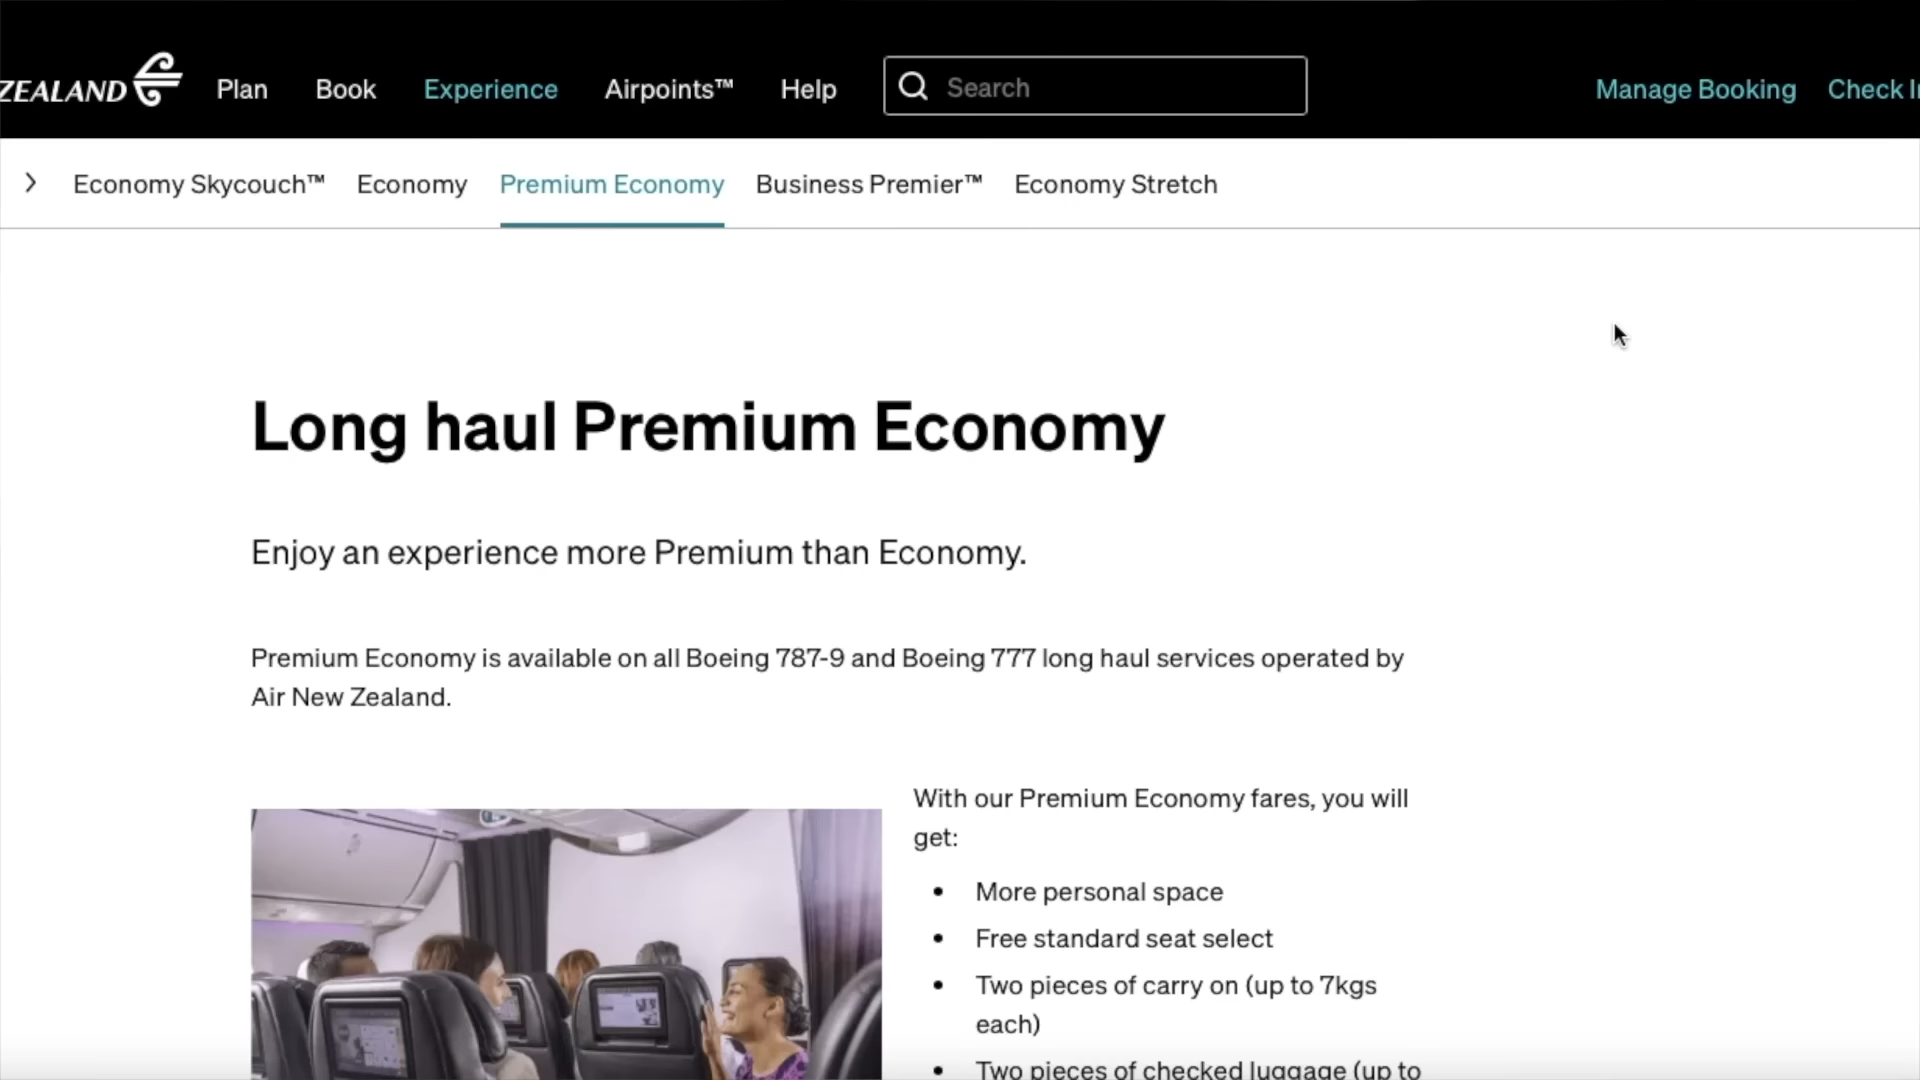 ZEALAND Plan Book Experience Airpoints™ Help Search Manage Booking Check
Economy Skycouch™ Economy Premium Economy Business Premier™ Economy Stretch
Long haul Premium Economy
Enjoy an experience more Premium than Economy.
Premium Economy is available on all Boeing 787-9 and Boeing 777 long haul services operated by
Air New Zealand.
With our Premium Economy fares, you will
get:
• More personal space
• Free standard seat select
• Two pieces of carry on (up to 7kgs
each)
• Two pieces of checked luggage (up to